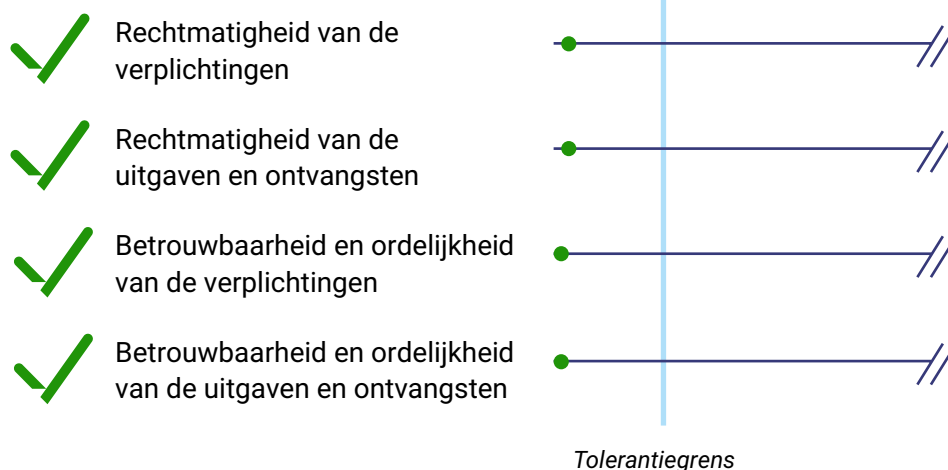 Rechtmatigheid van de
verplichtingen
Rechtmatigheid van de
uitgaven en ontvangsten
Betrouwbaarheid en ordelijkheid
van de verplichtingen
Betrouwbaarheid en ordelijkheid
van de uitgaven en ontvangsten
Tolerantiegrens